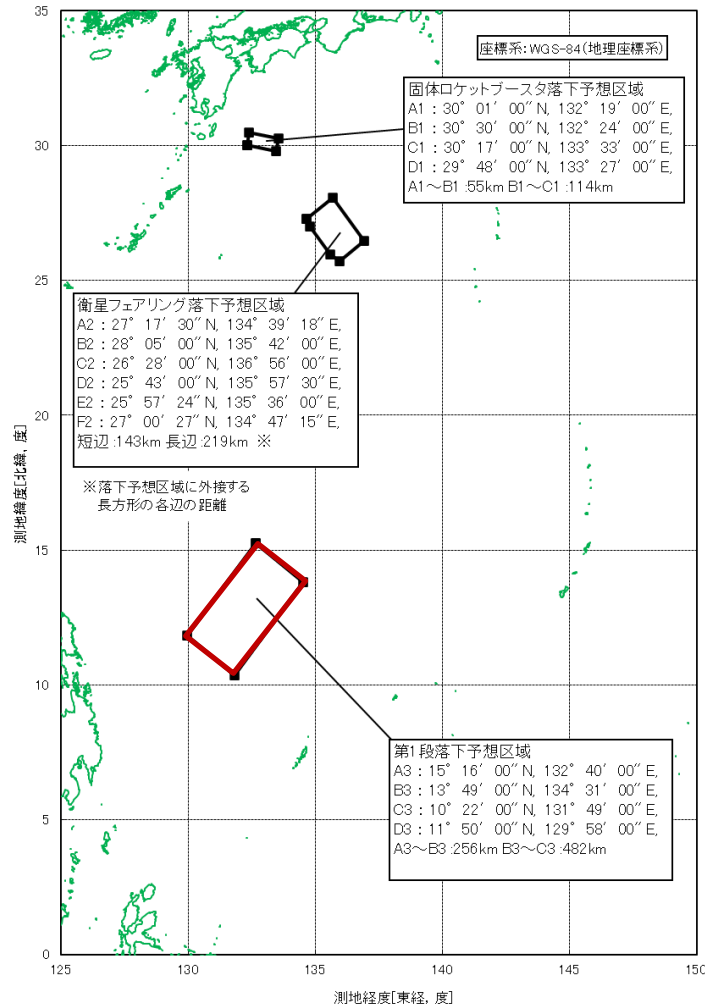 35
座標系:WGS-84(地理座標系)
固体ロケットブースタ落下予想区域
A1:30° 01′ 00″N, 132° 19′ 00″E,
B1:30° 30′ 00″N, 132° 24′ 00″E,
C1:30° 17′ 00″N, 133° 33′ 00″E,
D1:29° 48′ 00″N, 133° 27′ 00″E,
A1～B1:55km B1～C1:114km
30
25
衛星フェアリング落下予想区域
A2:27° 17′ 30″N, 134° 39′ 18″E,
B2:28° 05′ 00″N, 135° 42′ 00″E,
C2:26° 28′ 00″N, 136° 56′ 00″E,
D2:25° 43′ 00″N, 135° 57′ 30″E,
E2:25° 57′ 24″N, 135° 36′ 00″E,
F2:27° 00′ 27″N, 134° 47′ 15″E,
短辺:143km 長辺:219km ※
20
※落下予想区域に外接する
長方形の各辺の距離
測地緯度[北緯, 度]
15
10
第1段落下予想区域
A3:15° 16′ 00″N, 132° 40′ 00″E,
B3:13° 49′ 00″N, 134° 31′ 00″E,
C3:10° 22′ 00″N, 131° 49′ 00″E,
D3:11° 50′ 00″N, 129° 58′ 00″E,
A3～B3:256km B3～C3:482km
5
0
125 130 135 140 145 150
測地経度[東経, 度]